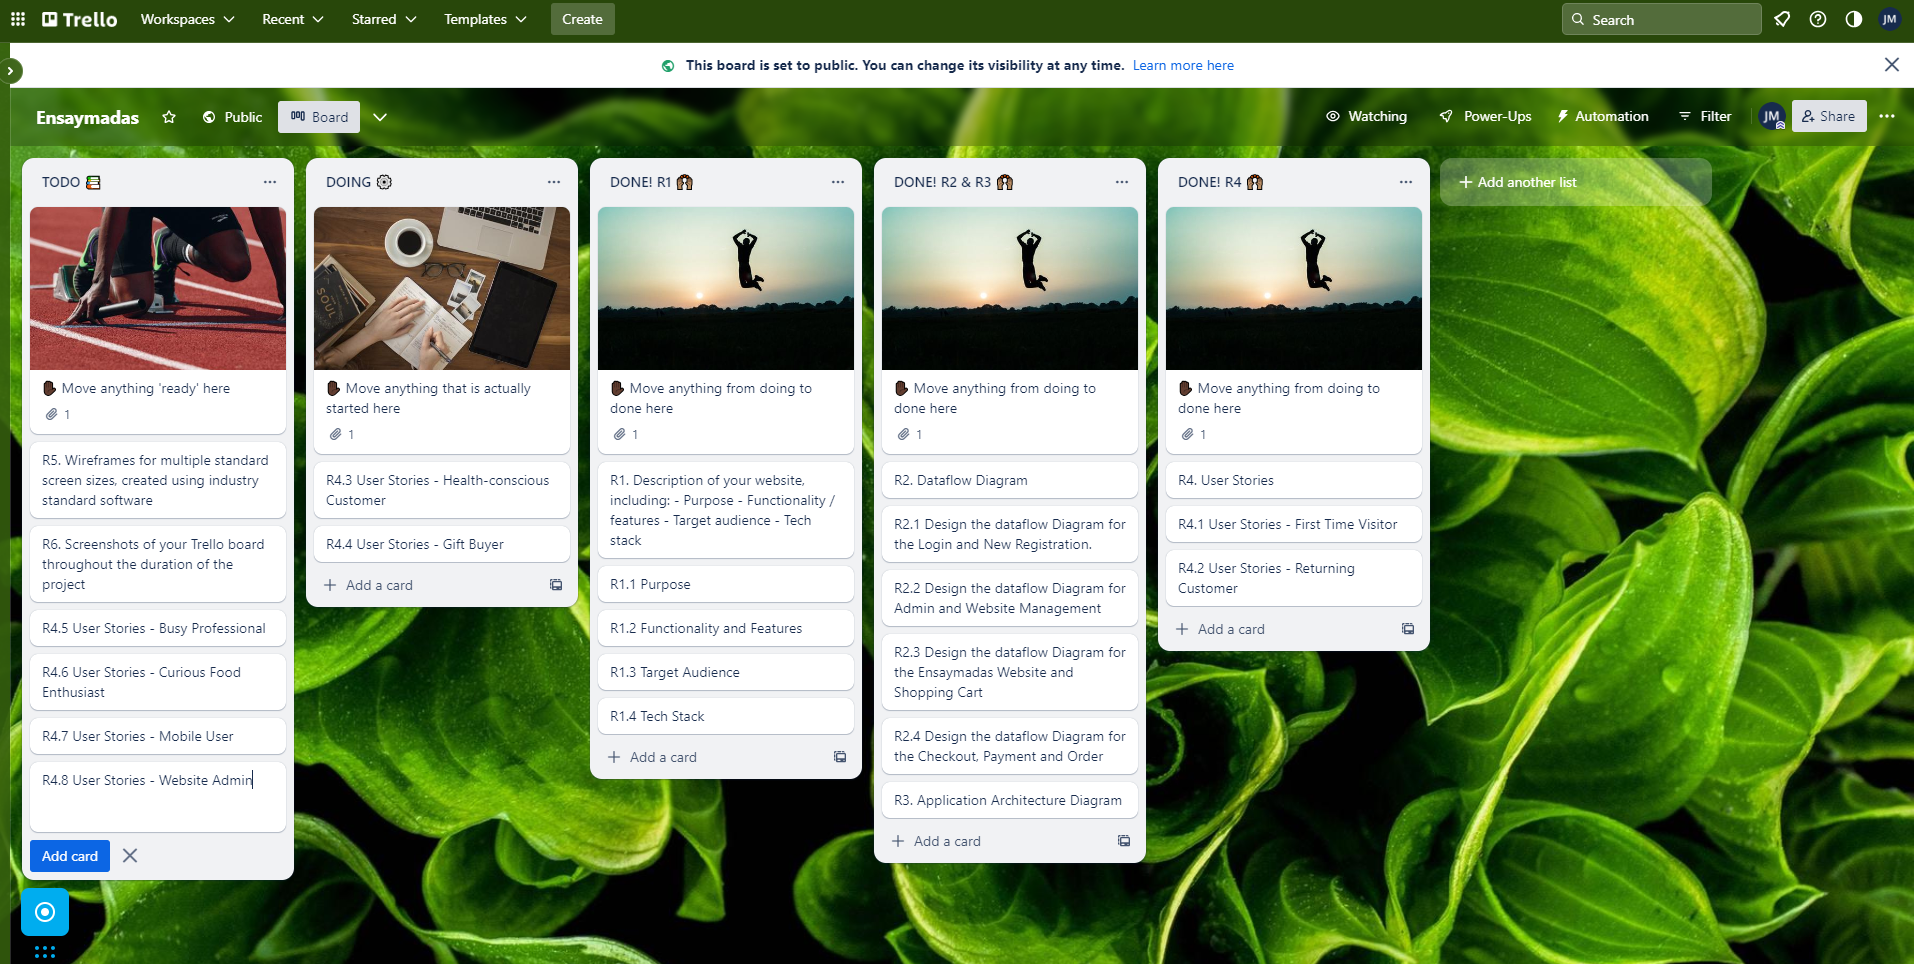 Trello
Workspaces
Recent
Starred
Templates
Create
Search
JM
This board is set to public. You can change its visibility at any time. Learn more here
Ensaymadas
Public
Board
Watching
Power-Ups
Automation
Filter
JM
Share
TODO
Move anything 'ready' here
1
R5. Wireframes for multiple standard
screen sizes, created using industry
standard software
R6. Screenshots of your Trello board
throughout the duration of the
project
R4.5 User Stories - Busy Professional
R4.6 User Stories - Curious Food
Enthusiast
R4.7 User Stories - Mobile User
R4.8 User Stories - Website Admin
Add card
DOING
SOUL
Move anything that is actually
started here
1
R4.3 User Stories - Health-conscious
Customer
R4.4 User Stories - Gift Buyer
Add a card
DONE! R1
Move anything from doing to
done here
1
R1. Description of your website,
including: - Purpose - Functionality /
features - Target audience - Tech
stack
R1.1 Purpose
R1.2 Functionality and Features
R1.3 Target Audience
R1.4 Tech Stack
Add a card
DONE! R2 & R3
Move anything from doing to
done here
1
R2. Dataflow Diagram
R2.1 Design the dataflow Diagram for
the Login and New Registration.
R2.2 Design the dataflow Diagram for
Admin and Website Management
R2.3 Design the dataflow Diagram for
the Ensaymadas Website and
Shopping Cart
R2.4 Design the dataflow Diagram for
the Checkout, Payment and Order
R3. Application Architecture Diagram
Add a card
DONE! R4
Move anything from doing to
done here
1
R4. User Stories
R4.1 User Stories - First Time Visitor
R4.2 User Stories - Returning
Customer
Add a card
Add another list